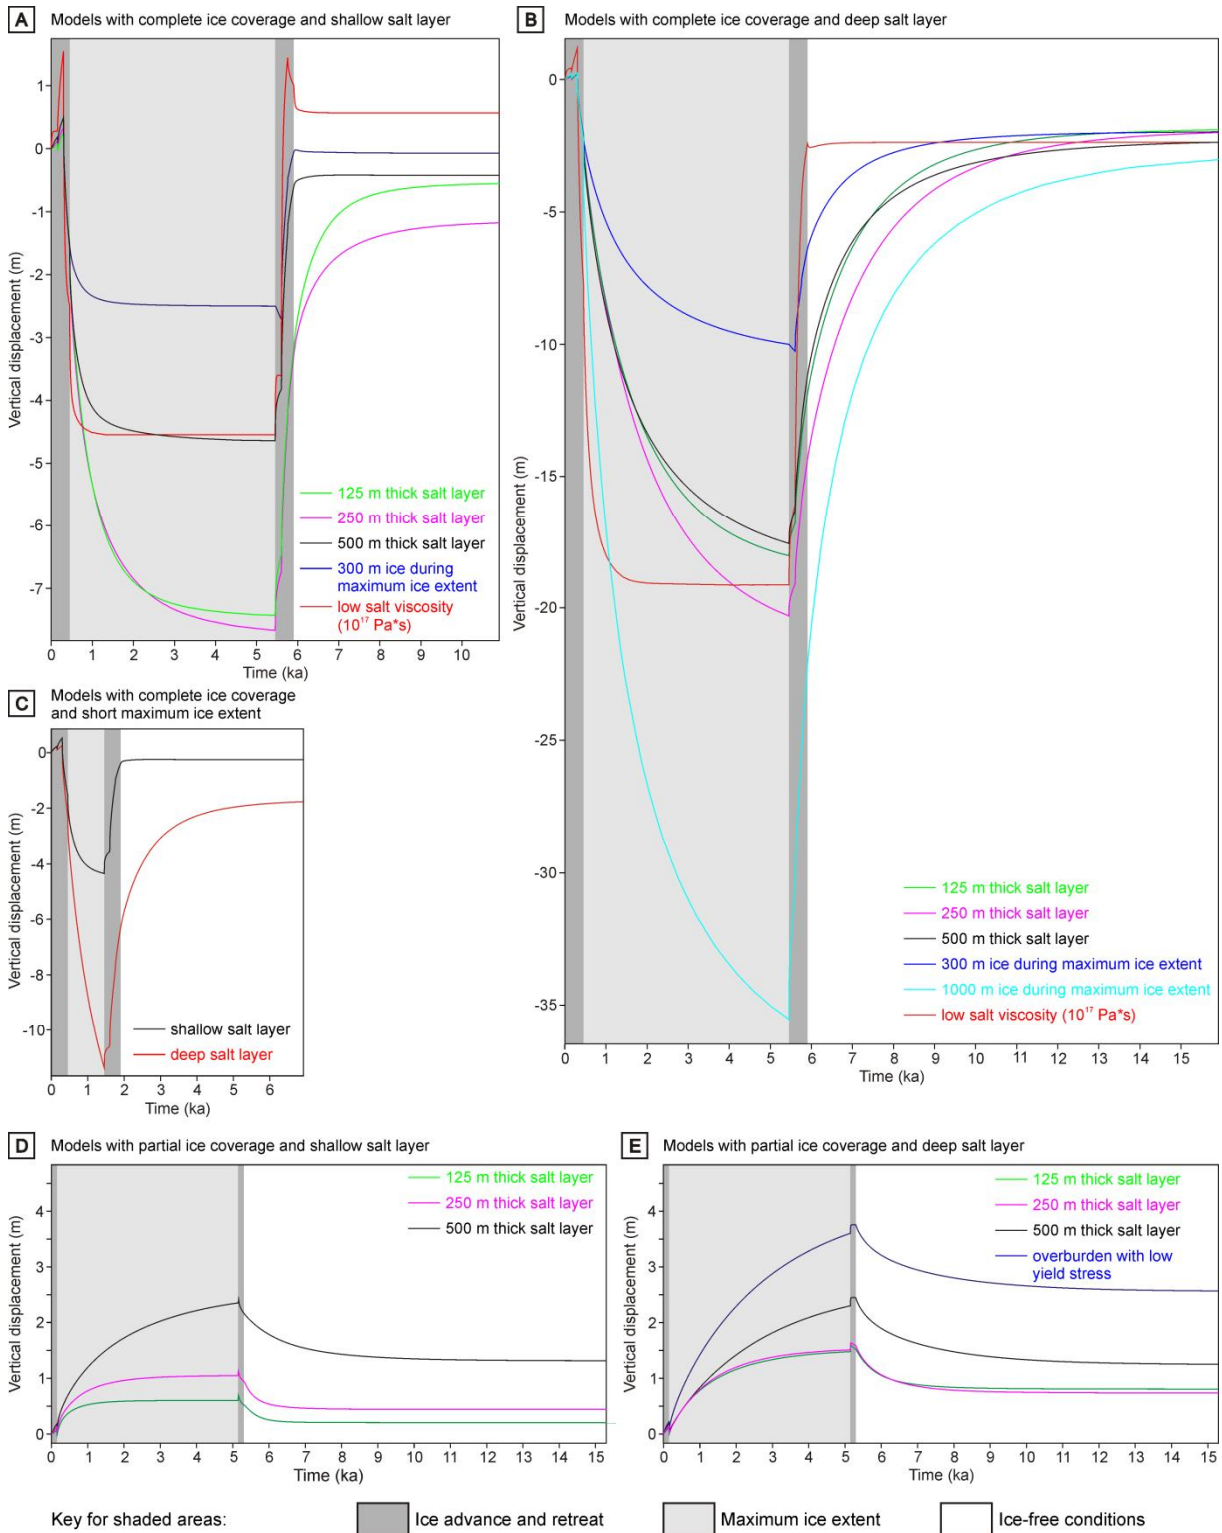 A Models with complete ice coverage and shallow salt layer
1
0
-1
-2
-3
-4
-5
-6
-7
Vertical displacement (m)
125 m thick salt layer
250 m thick salt layer
500 m thick salt layer
300 m ice during
maximum ice extent
low salt viscosity
(10¹⁷ Pa*s)
0 1 2 3 4 5 6 7 8 9 10
Time (ka)
B Models with complete ice coverage and deep salt layer
0
-5
-10
-15
-20
-25
-30
-35
Vertical displacement (m)
125 m thick salt layer
250 m thick salt layer
500 m thick salt layer
300 m ice during maximum ice extent
1000 m ice during maximum ice extent
low salt viscosity (10¹⁷ Pa*s)
0 1 2 3 4 5 6 7 8 9 10 11 12 13 14 15
Time (ka)
C Models with complete ice coverage
and short maximum ice extent
0
-2
-4
-6
-8
-10
Vertical displacement (m)
shallow salt layer
deep salt layer
0 1 2 3 4 5 6
Time (ka)
D Models with partial ice coverage and shallow salt layer
4
3
2
1
0
Vertical displacement (m)
125 m thick salt layer
250 m thick salt layer
500 m thick salt layer
0 1 2 3 4 5 6 7 8 9 10 11 12 13 14 15
Time (ka)
E Models with partial ice coverage and deep salt layer
4
3
2
1
0
Vertical displacement (m)
125 m thick salt layer
250 m thick salt layer
500 m thick salt layer
overburden with low
yield stress
0 1 2 3 4 5 6 7 8 9 10 11 12 13 14 15
Time (ka)
Key for shaded areas: Ice advance and retreat Maximum ice extent Ice-free conditions